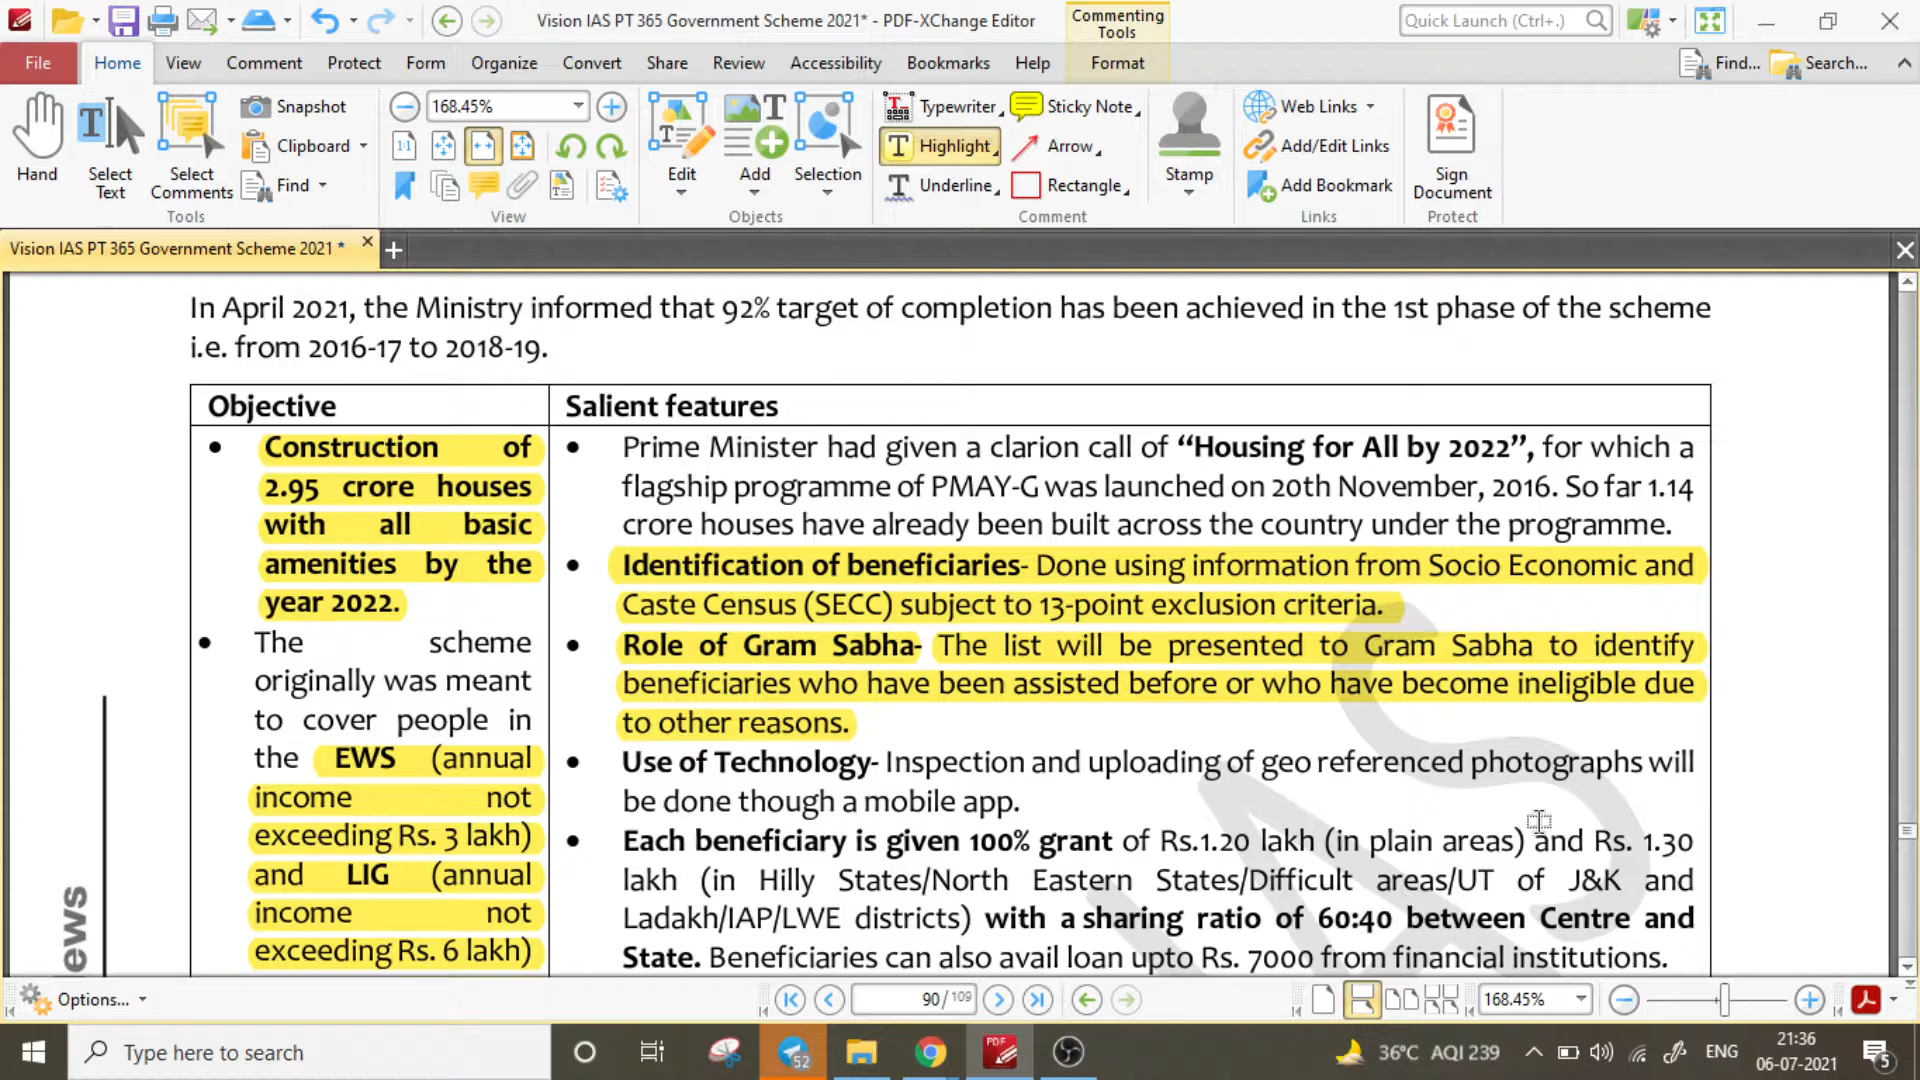 Vision IAS PT 365 Government Scheme 2021* - PDF-XChange Editor
Commenting Tools
Quick Launch (Ctrl+.)
File Home View Comment Protect Form Organize Convert Share Review Accessibility Bookmarks Help Format Find... Search...
Hand
Select Text
Select Comments
Snapshot
Clipboard
Find
Tools
168.45%
1:1
View
Edit
Add
Selection
Objects
Typewriter
Highlight
Underline
Sticky Note
Arrow
Rectangle
Stamp
Comment
Web Links
Add/Edit Links
Add Bookmark
Links
Sign Document
Protect
Vision IAS PT 365 Government Scheme 2021 *
In April 2021, the Ministry informed that 92% target of completion has been achieved in the 1st phase of the scheme
i.e. from 2016-17 to 2018-19.
Objective
• Construction of
2.95 crore houses
with all basic
amenities by the
year 2022.
• The scheme
originally was meant
to cover people in
the EWS (annual
income not
exceeding Rs. 3 lakh)
and LIG (annual
income not
exceeding Rs. 6 lakh)
Salient features
• Prime Minister had given a clarion call of “Housing for All by 2022”, for which a
flagship programme of PMAY-G was launched on 20th November, 2016. So far 1.14
crore houses have already been built across the country under the programme.
• Identification of beneficiaries- Done using information from Socio Economic and
Caste Census (SECC) subject to 13-point exclusion criteria.
• Role of Gram Sabha- The list will be presented to Gram Sabha to identify
beneficiaries who have been assisted before or who have become ineligible due
to other reasons.
• Use of Technology- Inspection and uploading of geo referenced photographs will
be done though a mobile app.
• Each beneficiary is given 100% grant of Rs.1.20 lakh (in plain areas) and Rs. 1.30
lakh (in Hilly States/North Eastern States/Difficult areas/UT of J&K and
Ladakh/IAP/LWE districts) with a sharing ratio of 60:40 between Centre and
State. Beneficiaries can also avail loan upto Rs. 7000 from financial institutions.
ews
IAS
Options...
90 / 109
168.45%
Type here to search
52
PDF
36°C AQI 239
ENG
21:36
06-07-2021
5